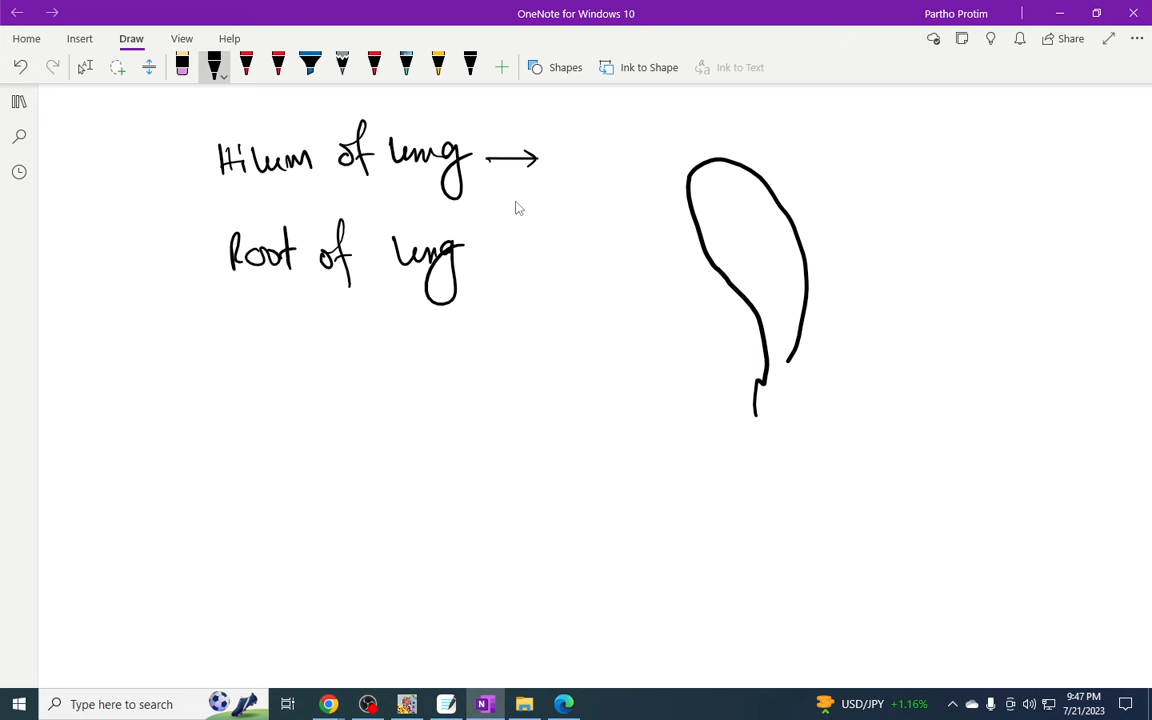 OneNote for Windows 10
Partho Protim
Home Insert Draw View Help
Share
Shapes
Ink to Shape
Ink to Text
Hilum of lung →
Root of lung
Type here to search
USD/JPY +1.16%
9:47 PM
7/21/2023